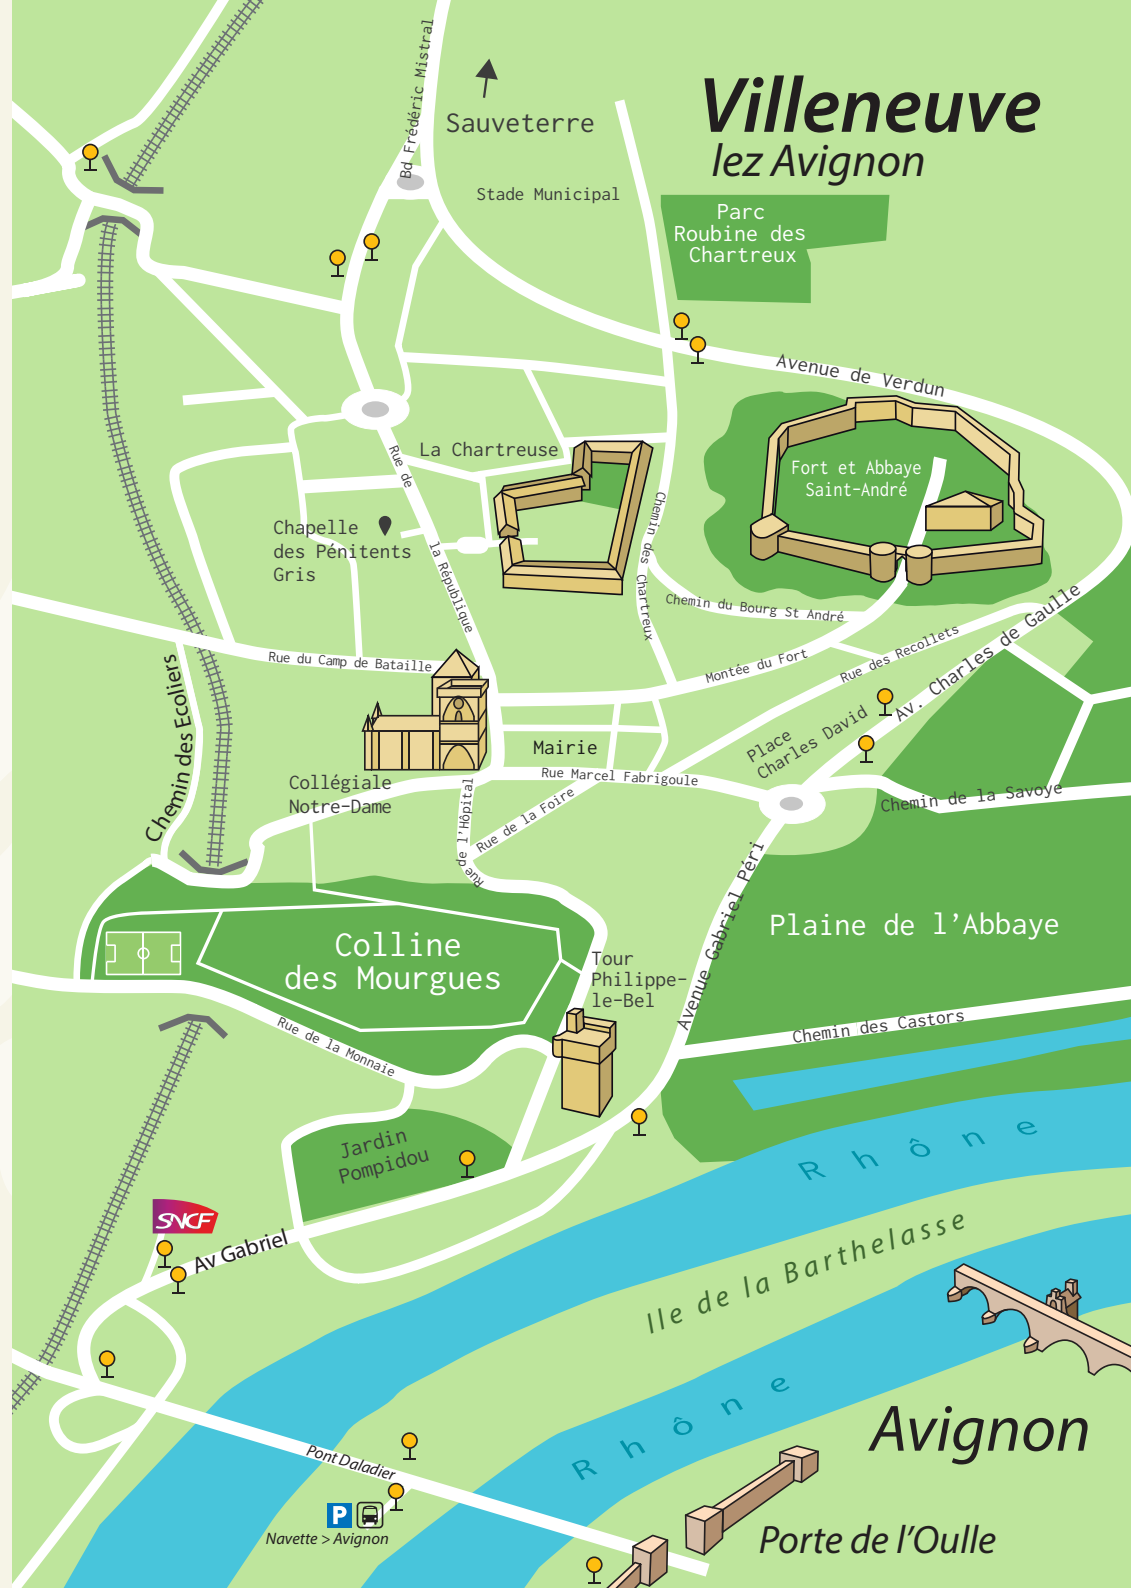 Villeneuve
lez Avignon
Bd Frédéric Mistral
Sauveterre
Stade Municipal
Parc
Roubine des
Chartreux
Avenue de Verdun
La Chartreuse
Rue de
la République
Fort et Abbaye
Saint-André
Chapelle
des Pénitents
Gris
Chemin des Chartreux
Chemin du Bourg St André
Rue du Camp de Bataille
Montée du Fort
Rue des Recollets
Av. Charles de Gaulle
Chemin des Ecoliers
Place
Charles David
Mairie
Collégiale
Notre-Dame
Rue Marcel Fabrigoule
Chemin de la Savoye
Rue de l'Hôpital
Rue de la Foire
Avenue Gabriel Péri
Plaine de l'Abbaye
Colline
des Mourgues
Tour
Philippe-
le-Bel
Rue de la Monnaie
Chemin des Castors
Jardin
Pompidou
Rhône
SNCF
Av Gabriel
Ile de la Barthelasse
Rhône
Avignon
Pont Daladier
P
Navette > Avignon
Porte de l'Oulle